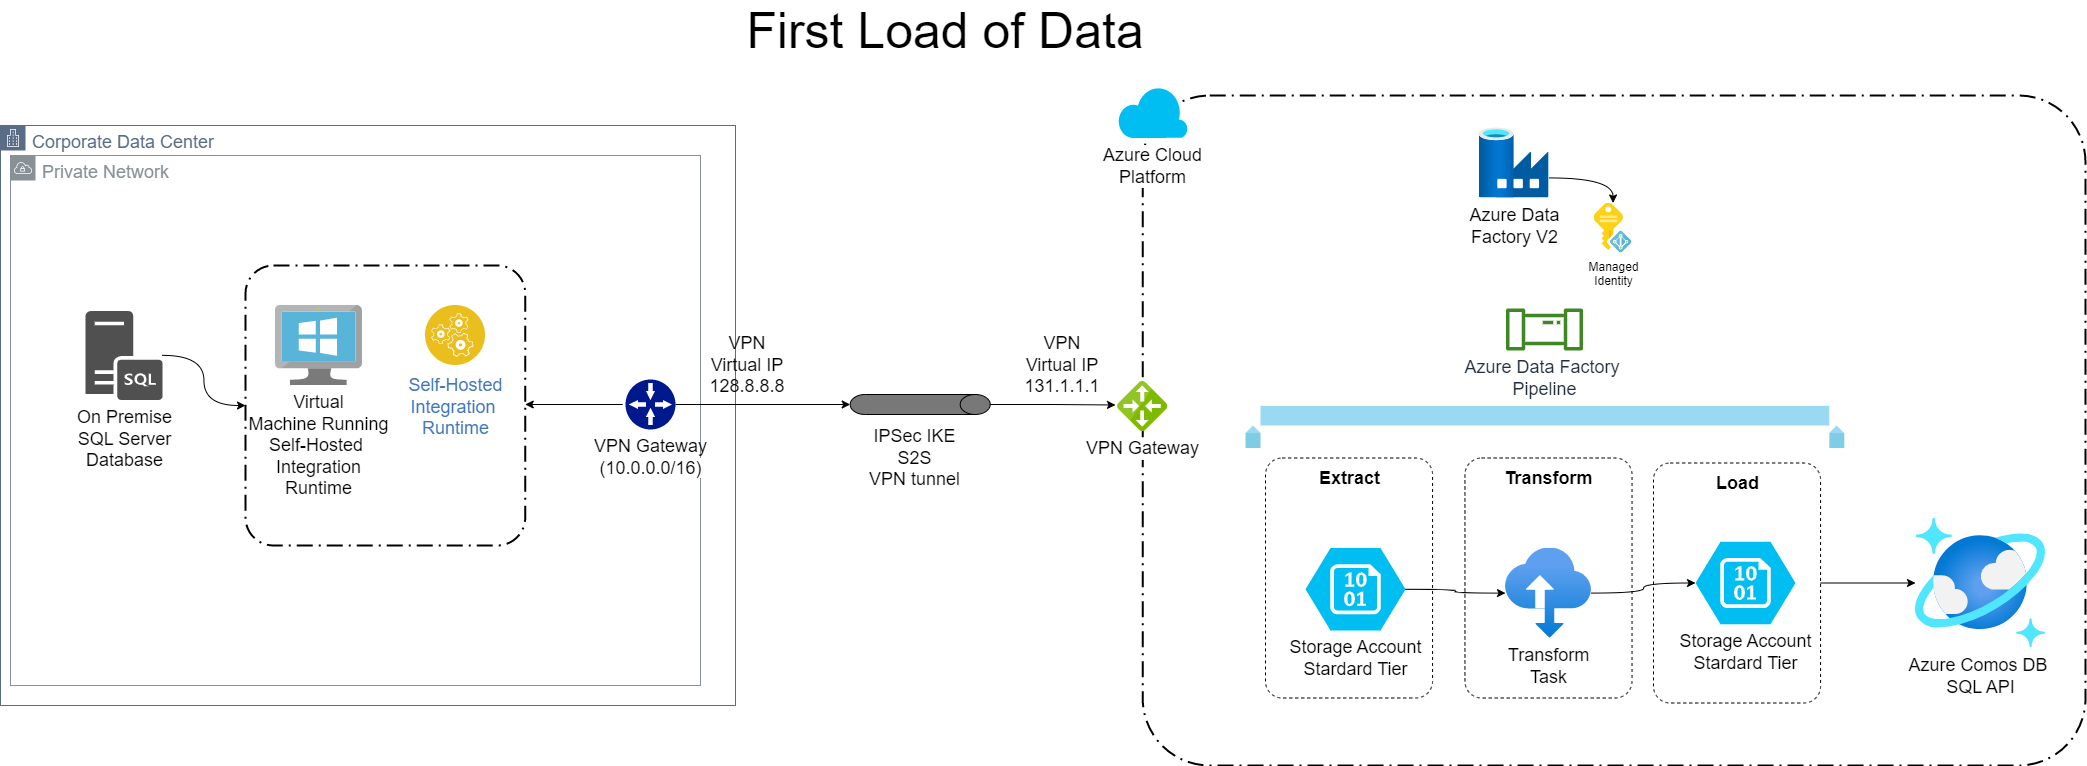 First Load of Data
Corporate Data Center
Private Network
SQL
On Premise
SQL Server
Database
Virtual
Machine Running
Self-Hosted
Integration
Runtime
Self-Hosted
Integration
Runtime
VPN Gateway
(10.0.0.0/16)
VPN
Virtual IP
128.8.8.8
IPSec IKE
S2S
VPN tunnel
VPN
Virtual IP
131.1.1.1
VPN Gateway
Azure Cloud
Platform
Azure Data
Factory V2
Managed
Identity
Azure Data Factory
Pipeline
Extract
10
01
Storage Account
Stardard Tier
Transform
Transform
Task
Load
10
01
Storage Account
Stardard Tier
Azure Comos DB
SQL API